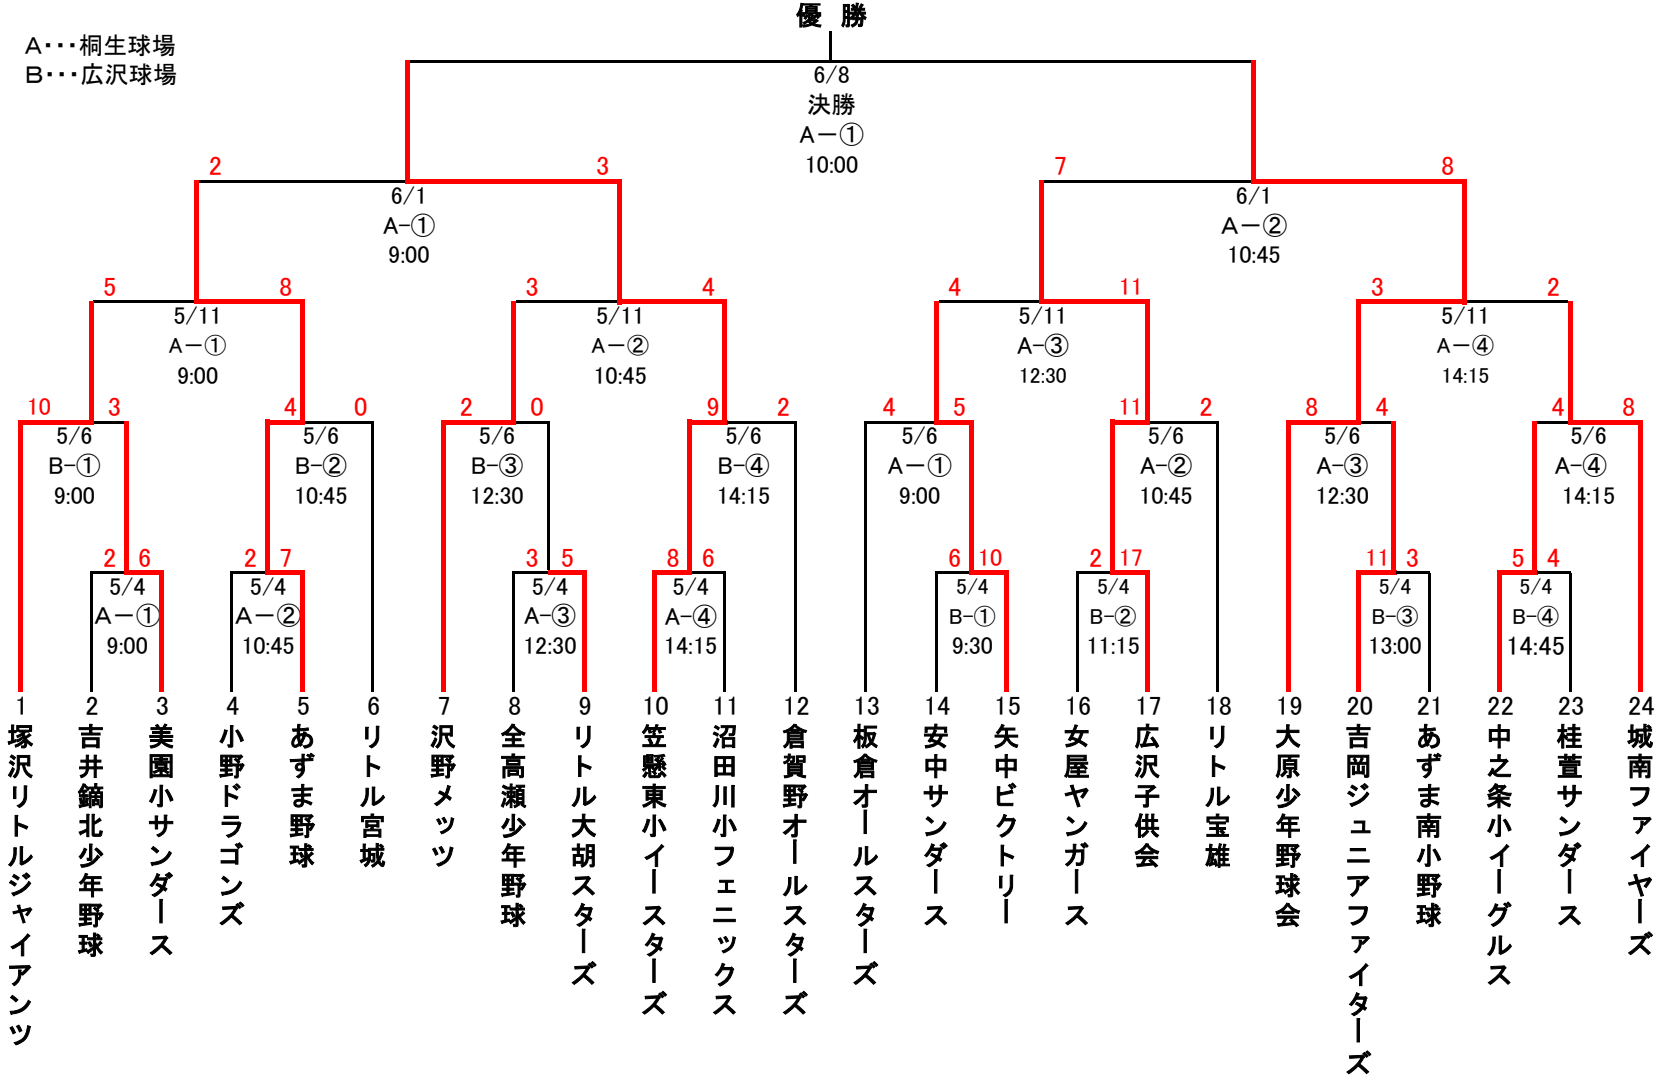 優 勝
A・・・桐生球場
B・・・広沢球場
6/8
決勝
A－①
10:00
2 3 7 8
6/1 6/1
A-① A－②
9:00 10:45
5 8 3 4 4 11 3 2
5/11 5/11 5/11 5/11
A－① A－② A-③ A－④
9:00 10:45 12:30 14:15
10 3 4 0 2 0 9 2 4 5 11 2 8 4 4 8
5/6 5/6 5/6 5/6 5/6 5/6 5/6 5/6
B-① B-② B-③ B-④ A－① A-② A-③ A-④
9:00 10:45 12:30 14:15 9:00 10:45 12:30 14:15
2 6 2 7 3 5 8 6 6 10 2 17 11 3 5 4
5/4 5/4 5/4 5/4 5/4 5/4 5/4 5/4
A－① A－② A-③ A-④ B-① B-② B-③ B-④
9:00 10:45 12:30 14:15 9:30 11:15 13:00 14:45
1 2 3 4 5 6 7 8 9 10 11 12 13 14 15 16 17 18 19 20 21 22 23 24
塚沢リトルジャイアンツ
吉井鏑北少年野球
美園小サンダース
小野ドラゴンズ
あずま野球
リトル宮城
沢野メッツ
全高瀬少年野球
リトル大胡スターズ
笠懸東小イースターズ
沼田川小フェニックス
倉賀野オールスターズ
板倉オールスターズ
安中サンダース
矢中ビクトリー
女屋ヤンガース
広沢子供会
リトル宝雄
大原少年野球会
吉岡ジュニアファイターズ
あずま南小野球
中之条小イーグルス
桂萱サンダース
城南ファイヤーズ